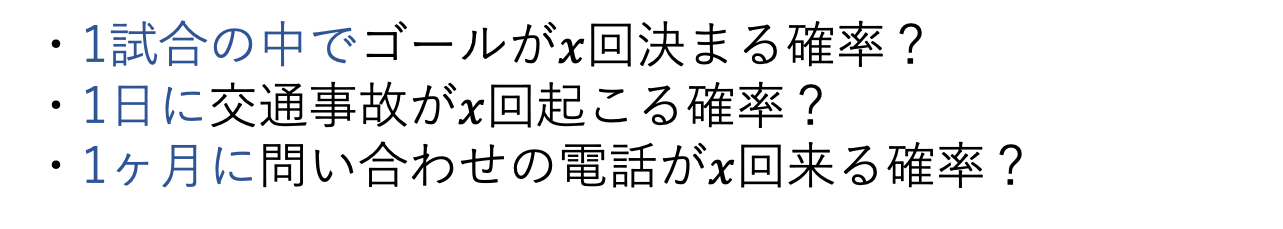 ・1試合の中でゴールがx回決まる確率？
・1日に交通事故がx回起こる確率？
・1ヶ月に問い合わせの電話がx回来る確率？